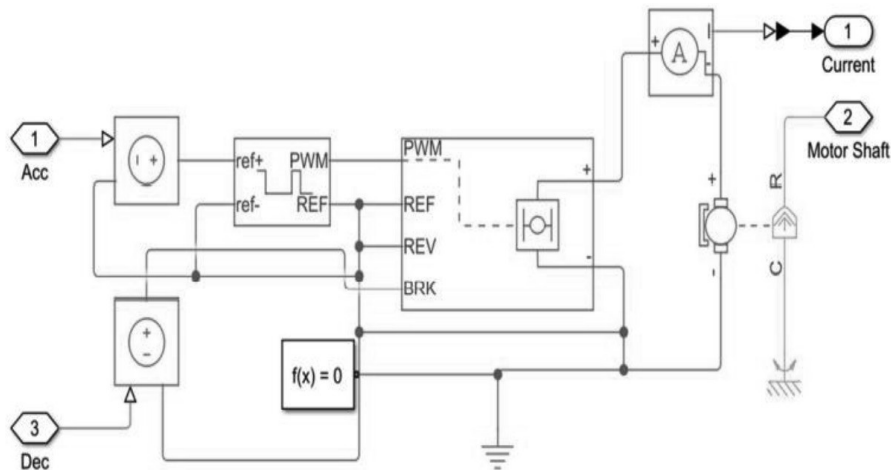 1
Acc
ref+
PWM
ref-
REF
PWM
REF
REV
BRK
+
-
+
A
I
-
1
Current
2
Motor Shaft
R
C
+
-
+
-
f(x) = 0
3
Dec